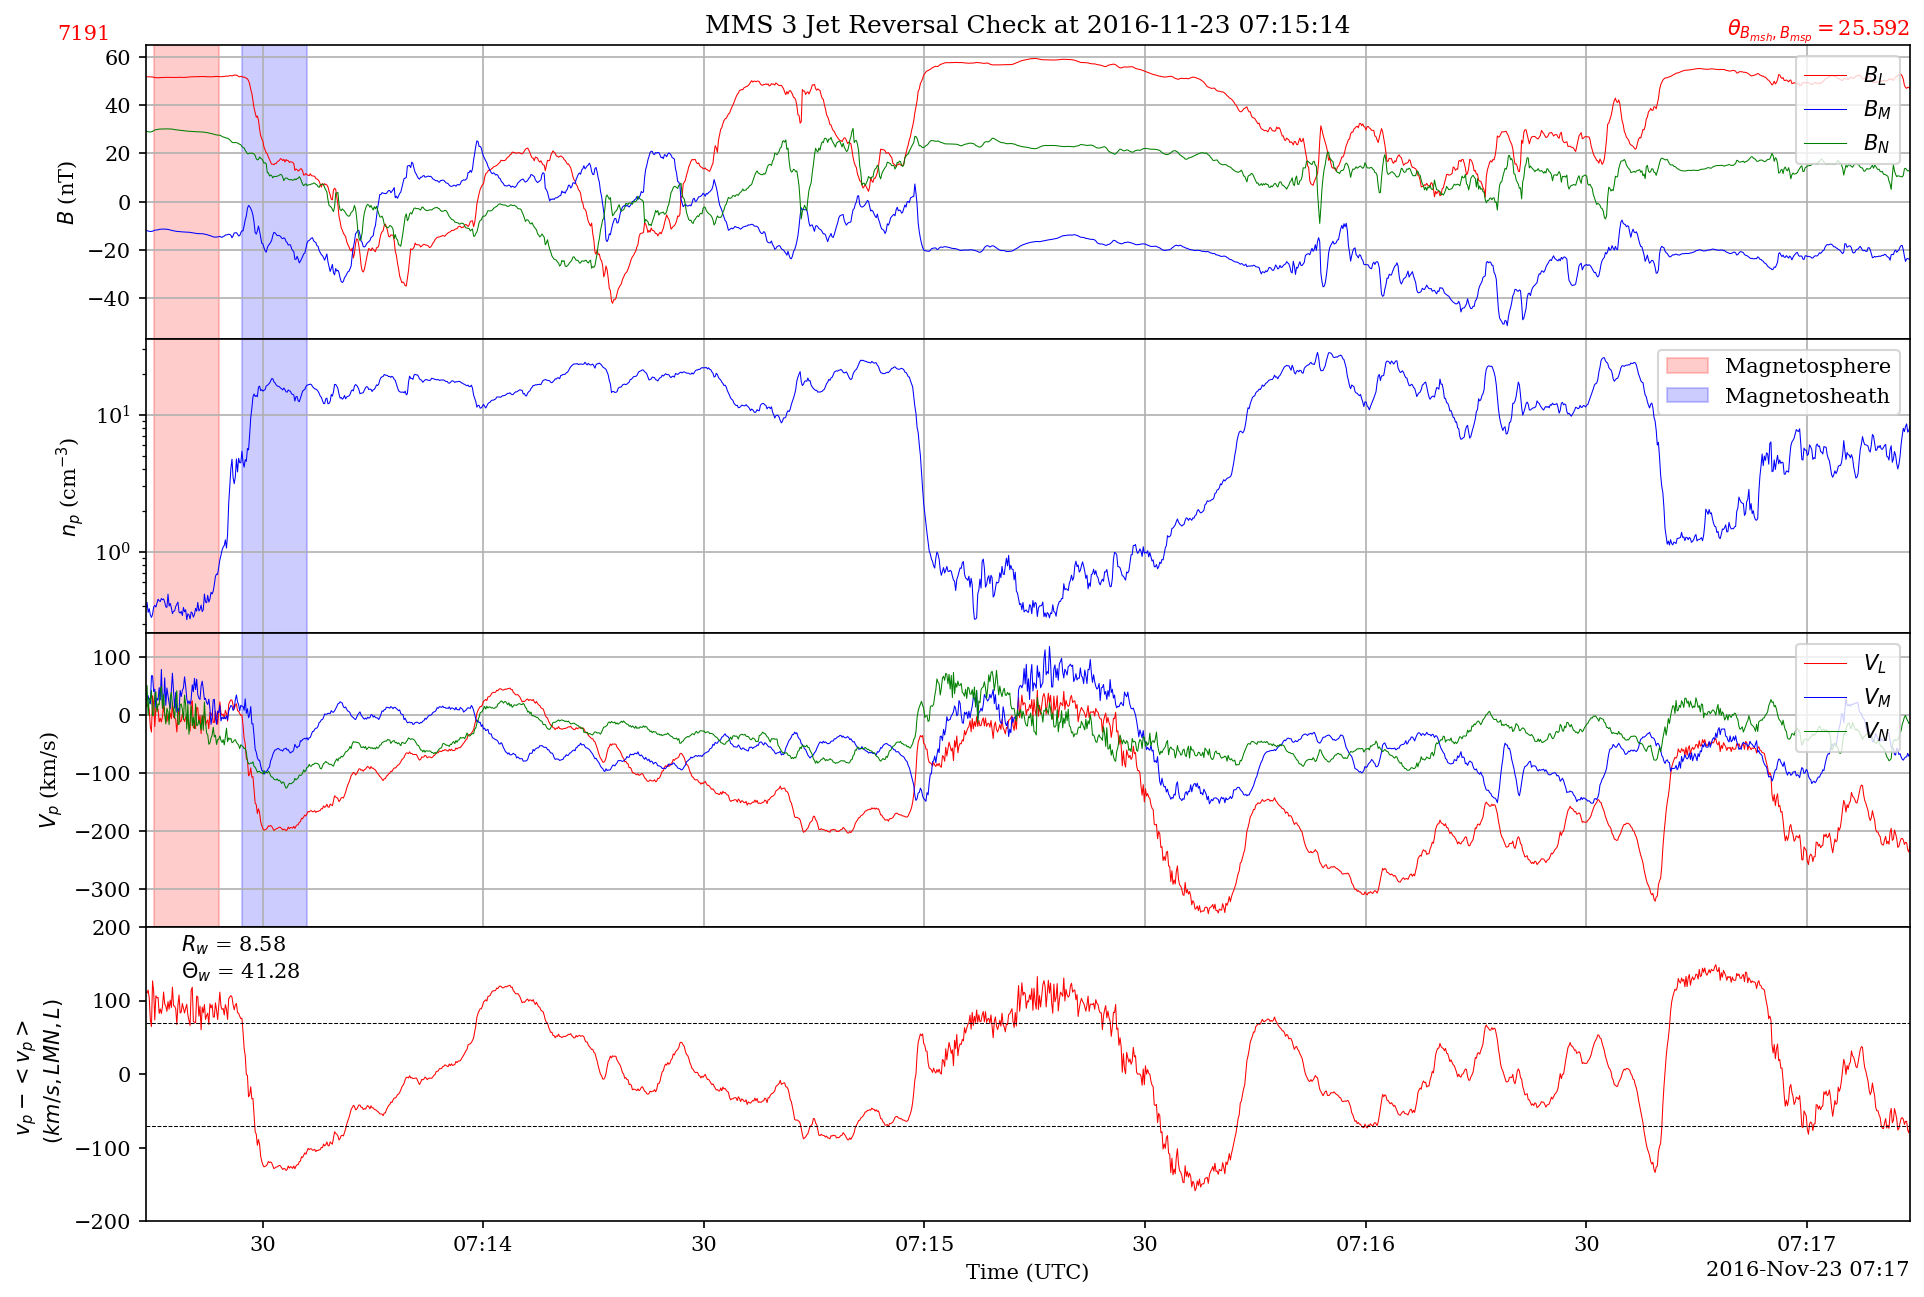 MMS 3 Jet Reversal Check at 2016-11-23 07:15:14
7191
θ_{B_{msh}, B_{msp}} = 25.592
60
40
20
0
−20
−40
B (nT)
B_L
B_M
B_N
10^1
10^0
n_p (cm^{−3})
Magnetosphere
Magnetosheath
100
0
−100
−200
−300
V_p (km/s)
V_L
V_M
V_N
200
100
0
−100
−200
v_p − < v_p >
(km/s, LMN, L)
R_w = 8.58
Θ_w = 41.28
30 07:14 30 07:15 30 07:16 30 07:17
Time (UTC)
2016-Nov-23 07:17